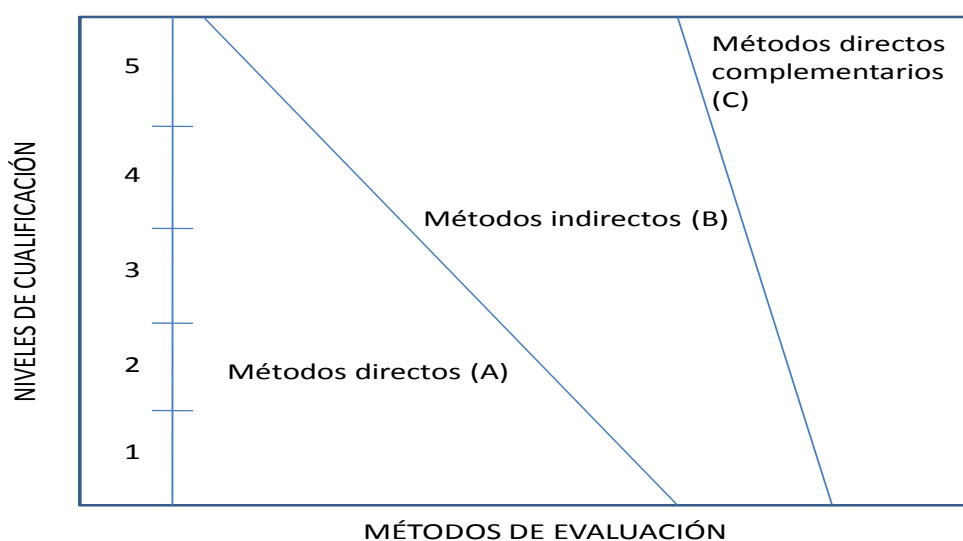 NIVELES DE CUALIFICACIÓN
5
4
3
2
1
Métodos directos
complementarios
(C)
Métodos indirectos (B)
Métodos directos (A)
MÉTODOS DE EVALUACIÓN